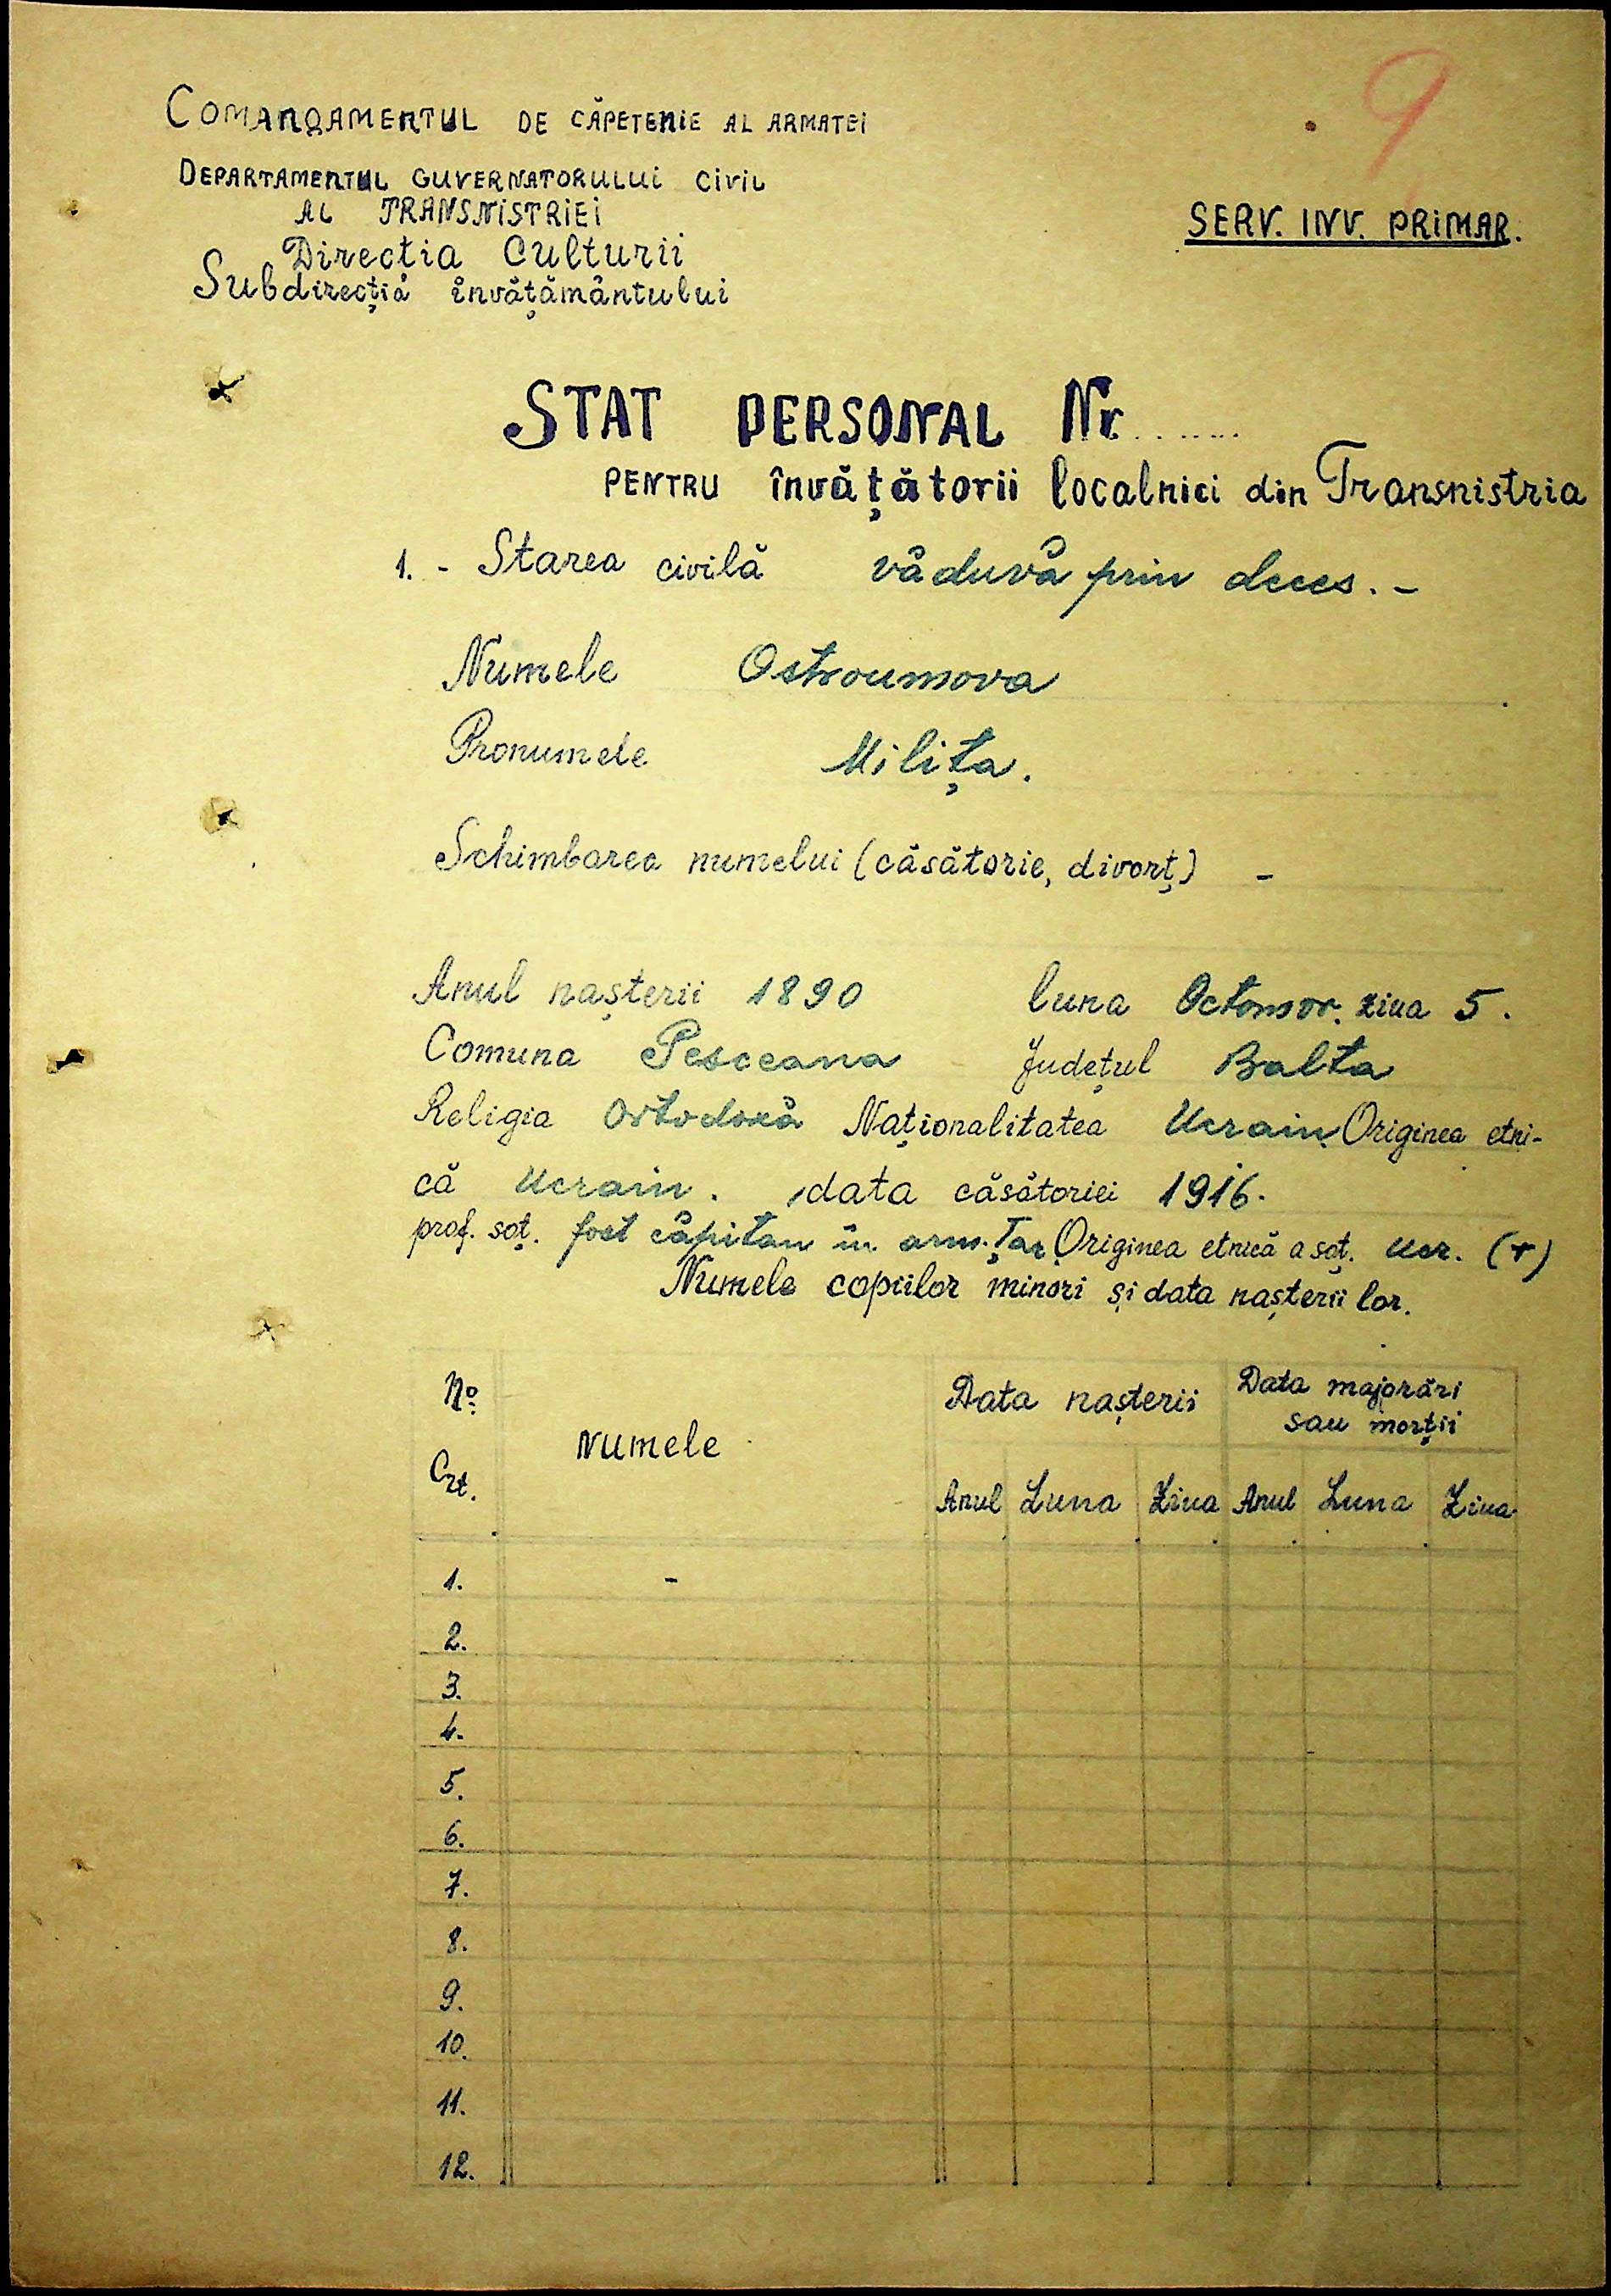 9
COMANDAMENTUL DE CĂPETENIE AL ARMATEI
DEPARTAMENTUL GUVERNATORULUI CIVIL
AL TRANSNISTRIEI
SERV. INV. PRIMAR.
Directia Culturii
Subdirecția învățământului
STAT PERSONAL Nr. .......
PENTRU învățătorii localnici din Transnistria
1. - Starea civilă văduvă prin deces. -
Numele Ostroumova
Pronumele Milița.
Schimbarea numelui (căsătorie, divorț) -
Anul nașterii 1890 luna Octomvr. ziua 5.
Comuna Pesceana Județul Balta
Religia Ortodoxă Naționalitatea Ucrain. Originea etni-
că Ucrain. data căsătoriei 1916.
prof. soț. fost căpitan în arm. Țar. Originea etnică a soț. Ucr. (+)
Numele copiilor minori și data nașterii lor.
No Crt. Numele Data nașterii Data majorări
sau morții
Anul Luna Ziua Anul Luna Ziua
1. -
2.
3.
4.
5.
6.
7.
8.
9.
10.
11.
12.